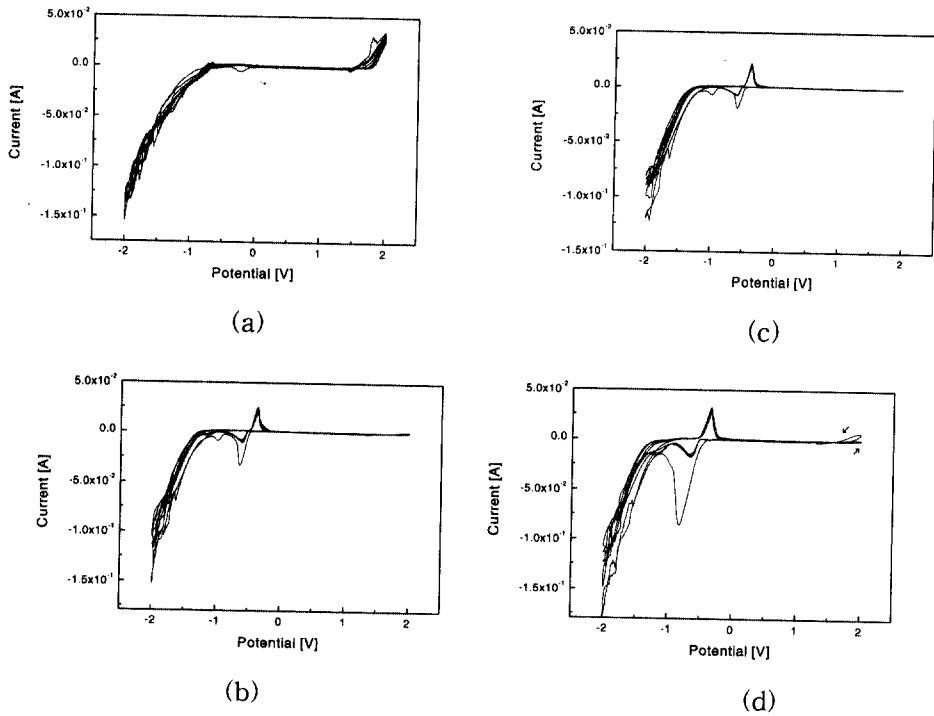 5.0x10⁻²
0.0
-5.0x10⁻²
-1.0x10⁻¹
-1.5x10⁻¹
Current [A]
-2 -1 0 1 2
Potential [V]
(a)
5.0x10⁻²
0.0
-5.0x10⁻²
-1.0x10⁻¹
-1.5x10⁻¹
Current [A]
-2 -1 0 1 2
Potential [V]
(c)
5.0x10⁻²
0.0
-5.0x10⁻²
-1.0x10⁻¹
-1.5x10⁻¹
Current [A]
-2 -1 0 1 2
Potential [V]
(b)
5.0x10⁻²
0.0
-5.0x10⁻²
-1.0x10⁻¹
-1.5x10⁻¹
Current [A]
-2 -1 0 1 2
Potential [V]
(d)